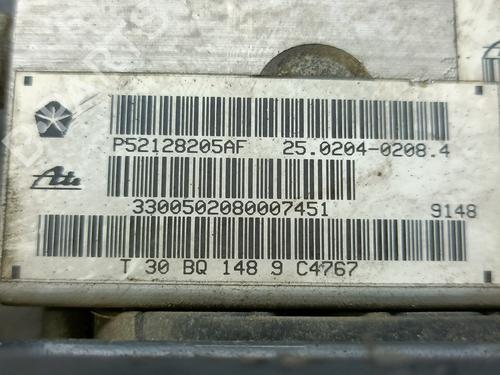 P52128205AF 25.0204-0208.4
Ate
3300502080007451 9148
T 30 BQ 148 9 C4767